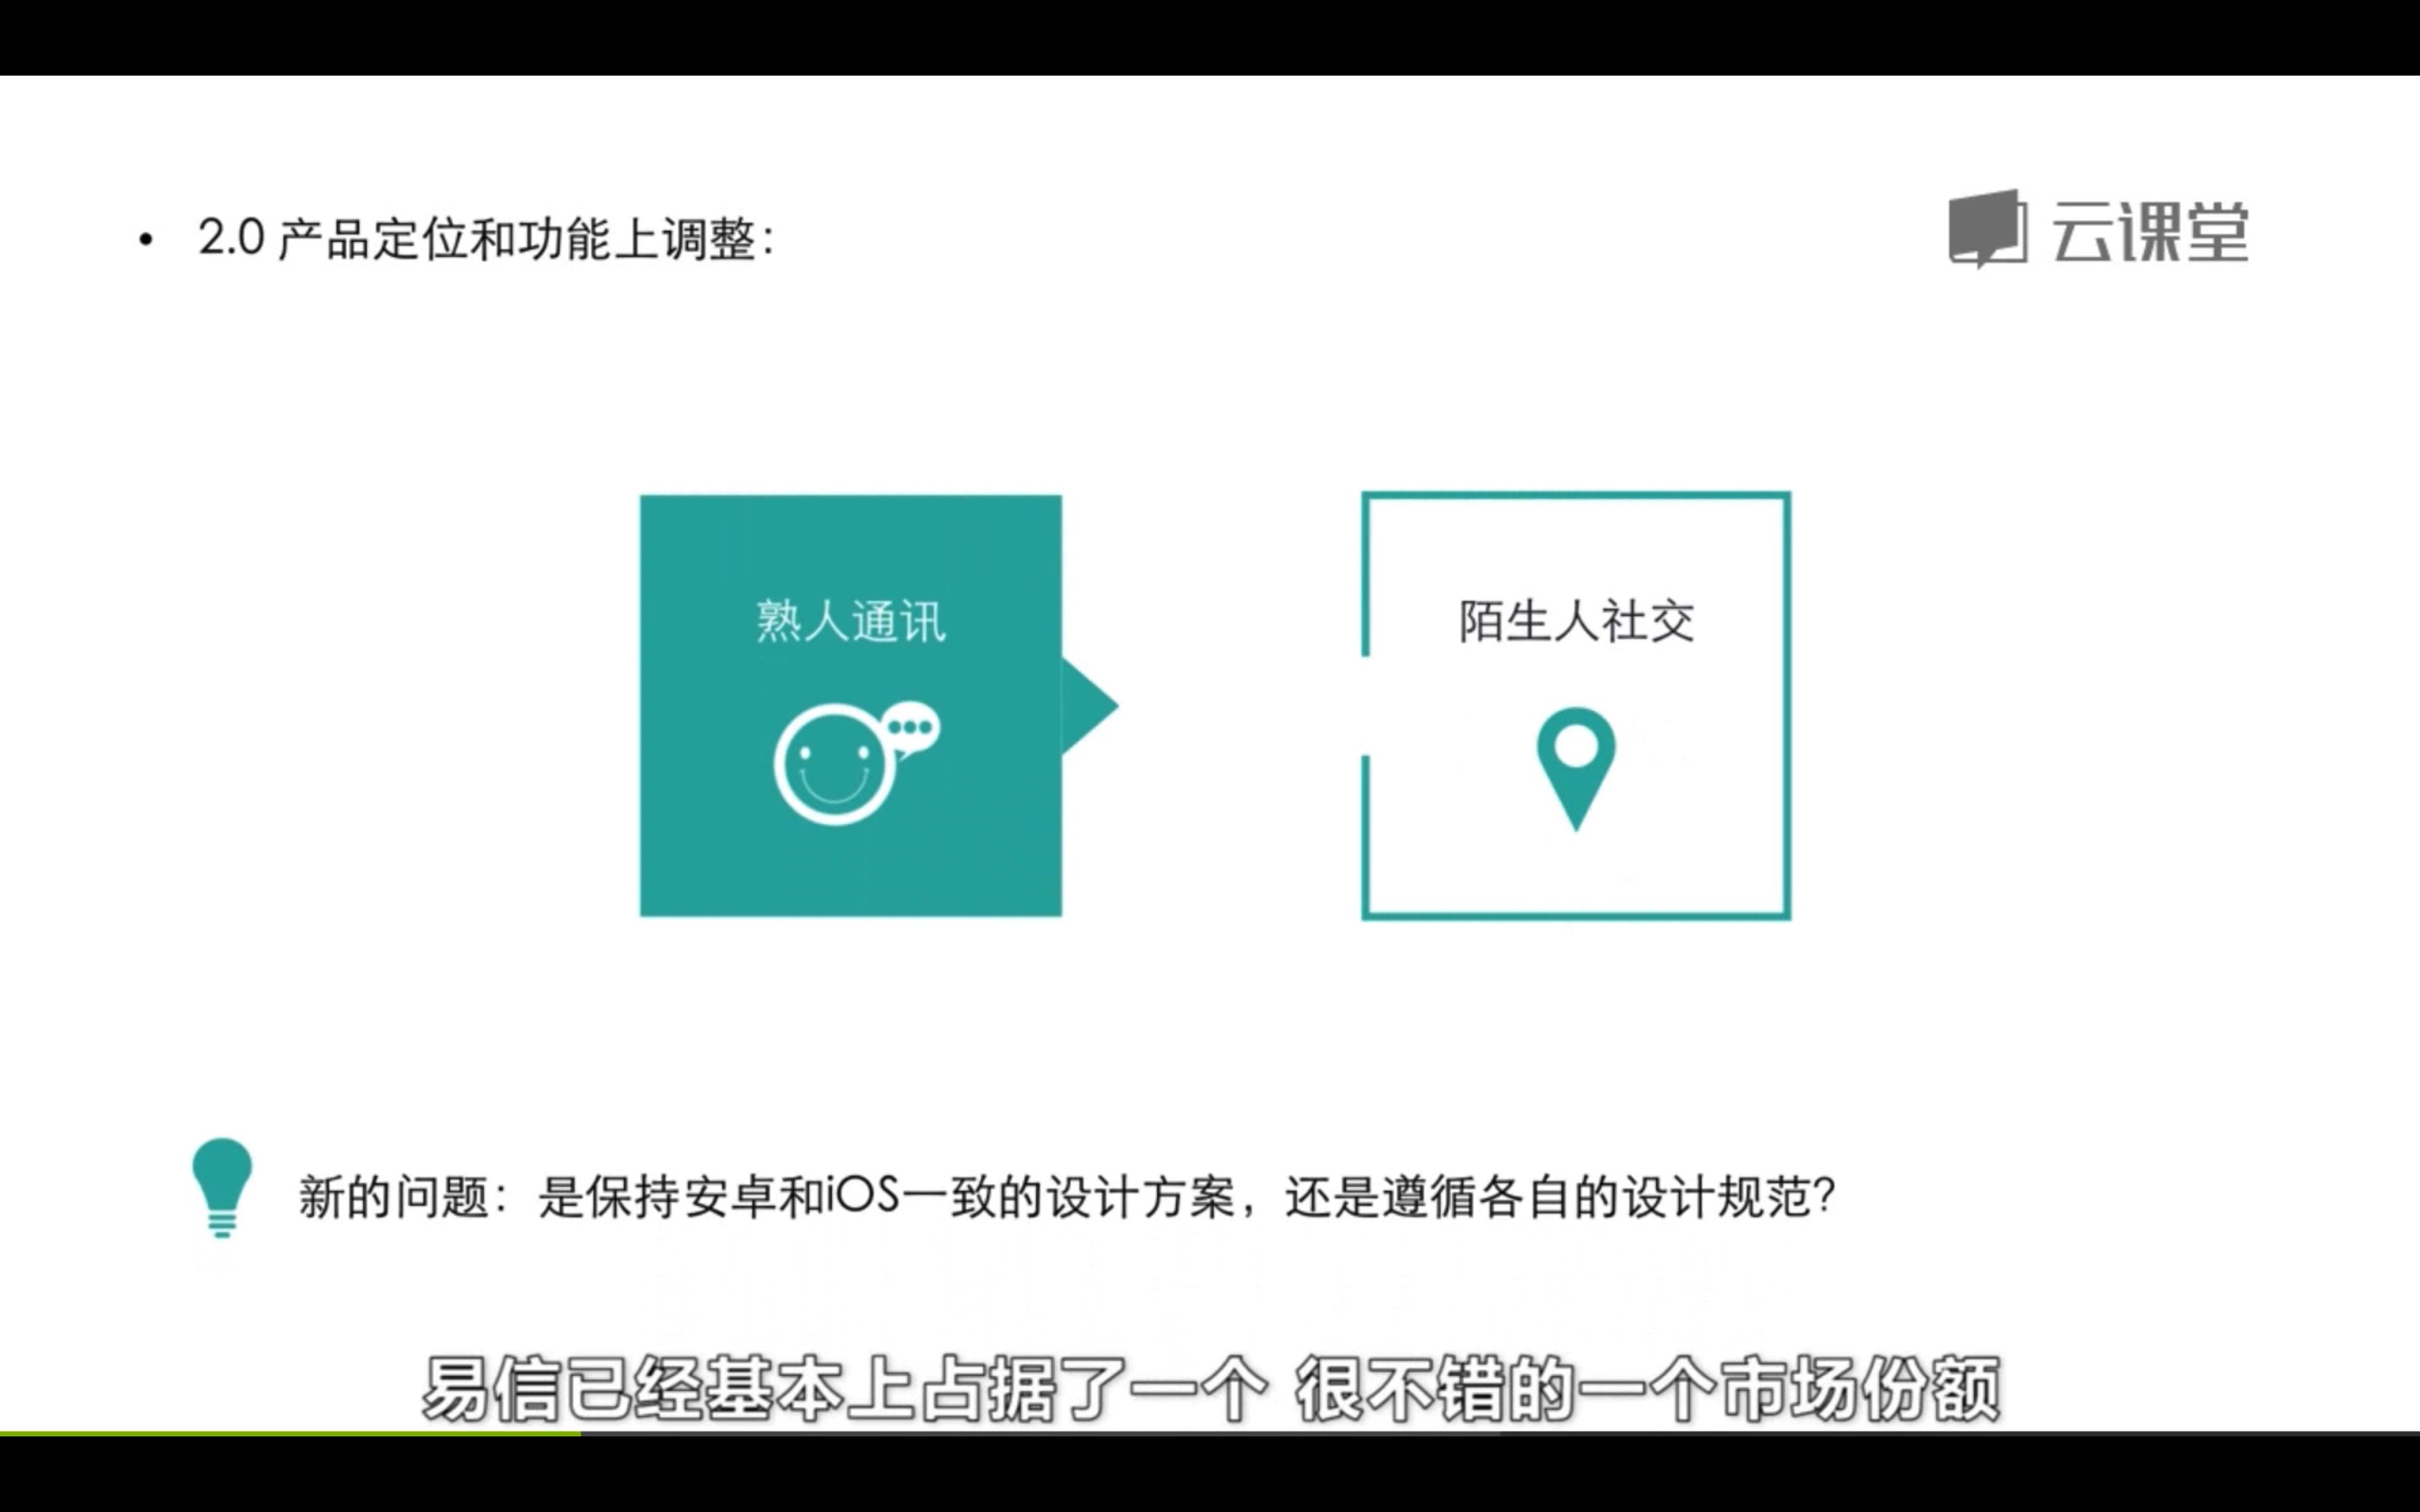 • 2.0 产品定位和功能上调整：
云课堂
熟人通讯
陌生人社交
新的问题：是保持安卓和iOS一致的设计方案，还是遵循各自的设计规范？
易信已经基本上占据了一个 很不错的一个市场份额